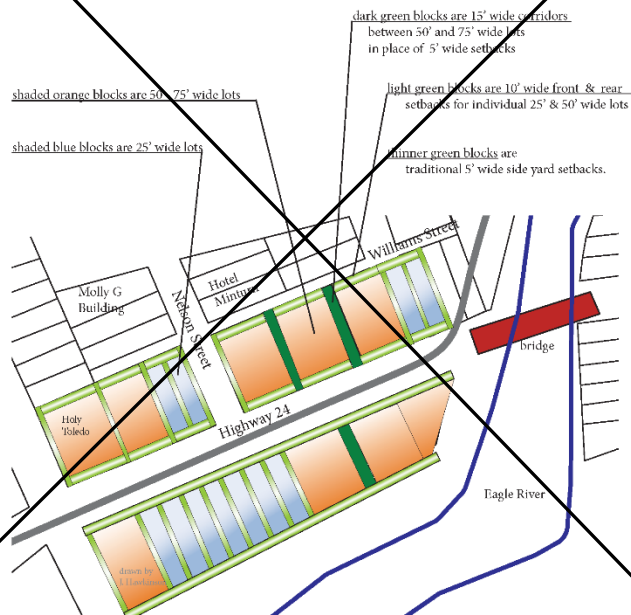 dark green blocks are 15' wide corridors
between 50' and 75' wide lots
in place of 5' wide setbacks
shaded orange blocks are 50 - 75' wide lots
light green blocks are 10' wide front & rear
setbacks for individual 25' & 50' wide lots
shaded blue blocks are 25' wide lots
thinner green blocks are
traditional 5' wide side yard setbacks.
Williams Street
Hotel
Minturn
Molly G
Building
Nelson Street
bridge
Holy
Toledo
Highway 24
Eagle River
drawn by